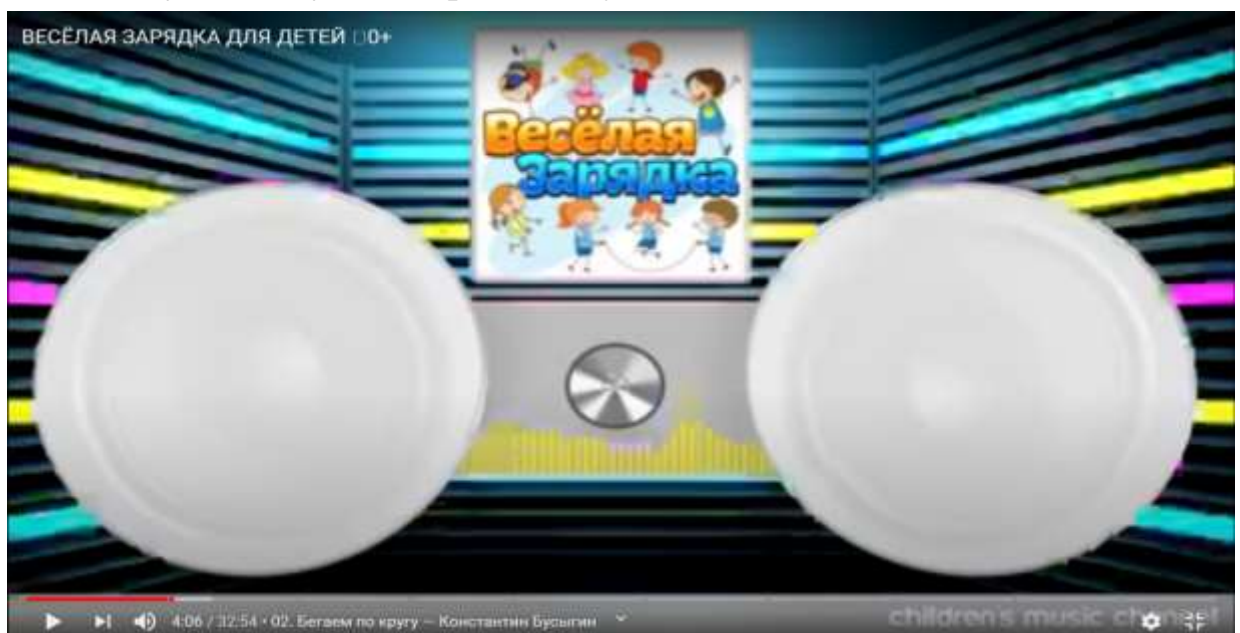 ВЕСЁЛАЯ ЗАРЯДКА ДЛЯ ДЕТЕЙ □0+
Весёлая
Зарядка
4:06 / 32:54 • 02. Бегаем по кругу – Константин Бусыгин
children's music channel